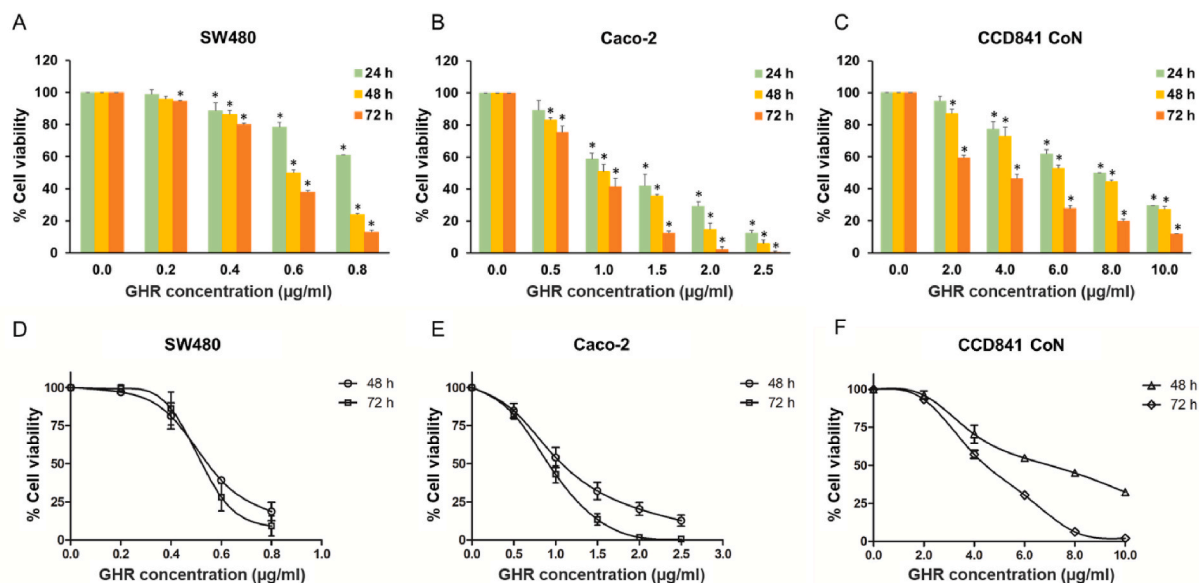 A
SW480
% Cell viability
120
100
80
60
40
20
0
* * * * * * * * * *
24 h
48 h
72 h
0.0 0.2 0.4 0.6 0.8
GHR concentration (µg/ml)
B
Caco-2
% Cell viability
120
100
80
60
40
20
0
* * * * * * * * * * * * * *
24 h
48 h
72 h
0.0 0.5 1.0 1.5 2.0 2.5
GHR concentration (µg/ml)
C
CCD841 CoN
% Cell viability
120
100
80
60
40
20
0
* * * * * * * * * * * * * *
24 h
48 h
72 h
0.0 2.0 4.0 6.0 8.0 10.0
GHR concentration (µg/ml)
D
SW480
% Cell viability
100
75
50
25
0
48 h
72 h
0.0 0.2 0.4 0.6 0.8 1.0
GHR concentration (µg/ml)
E
Caco-2
% Cell viability
100
75
50
25
0
48 h
72 h
0.0 0.5 1.0 1.5 2.0 2.5 3.0
GHR concentration (µg/ml)
F
CCD841 CoN
% Cell viability
100
75
50
25
0
48 h
72 h
0.0 2.0 4.0 6.0 8.0 10.0
GHR concentration (µg/ml)